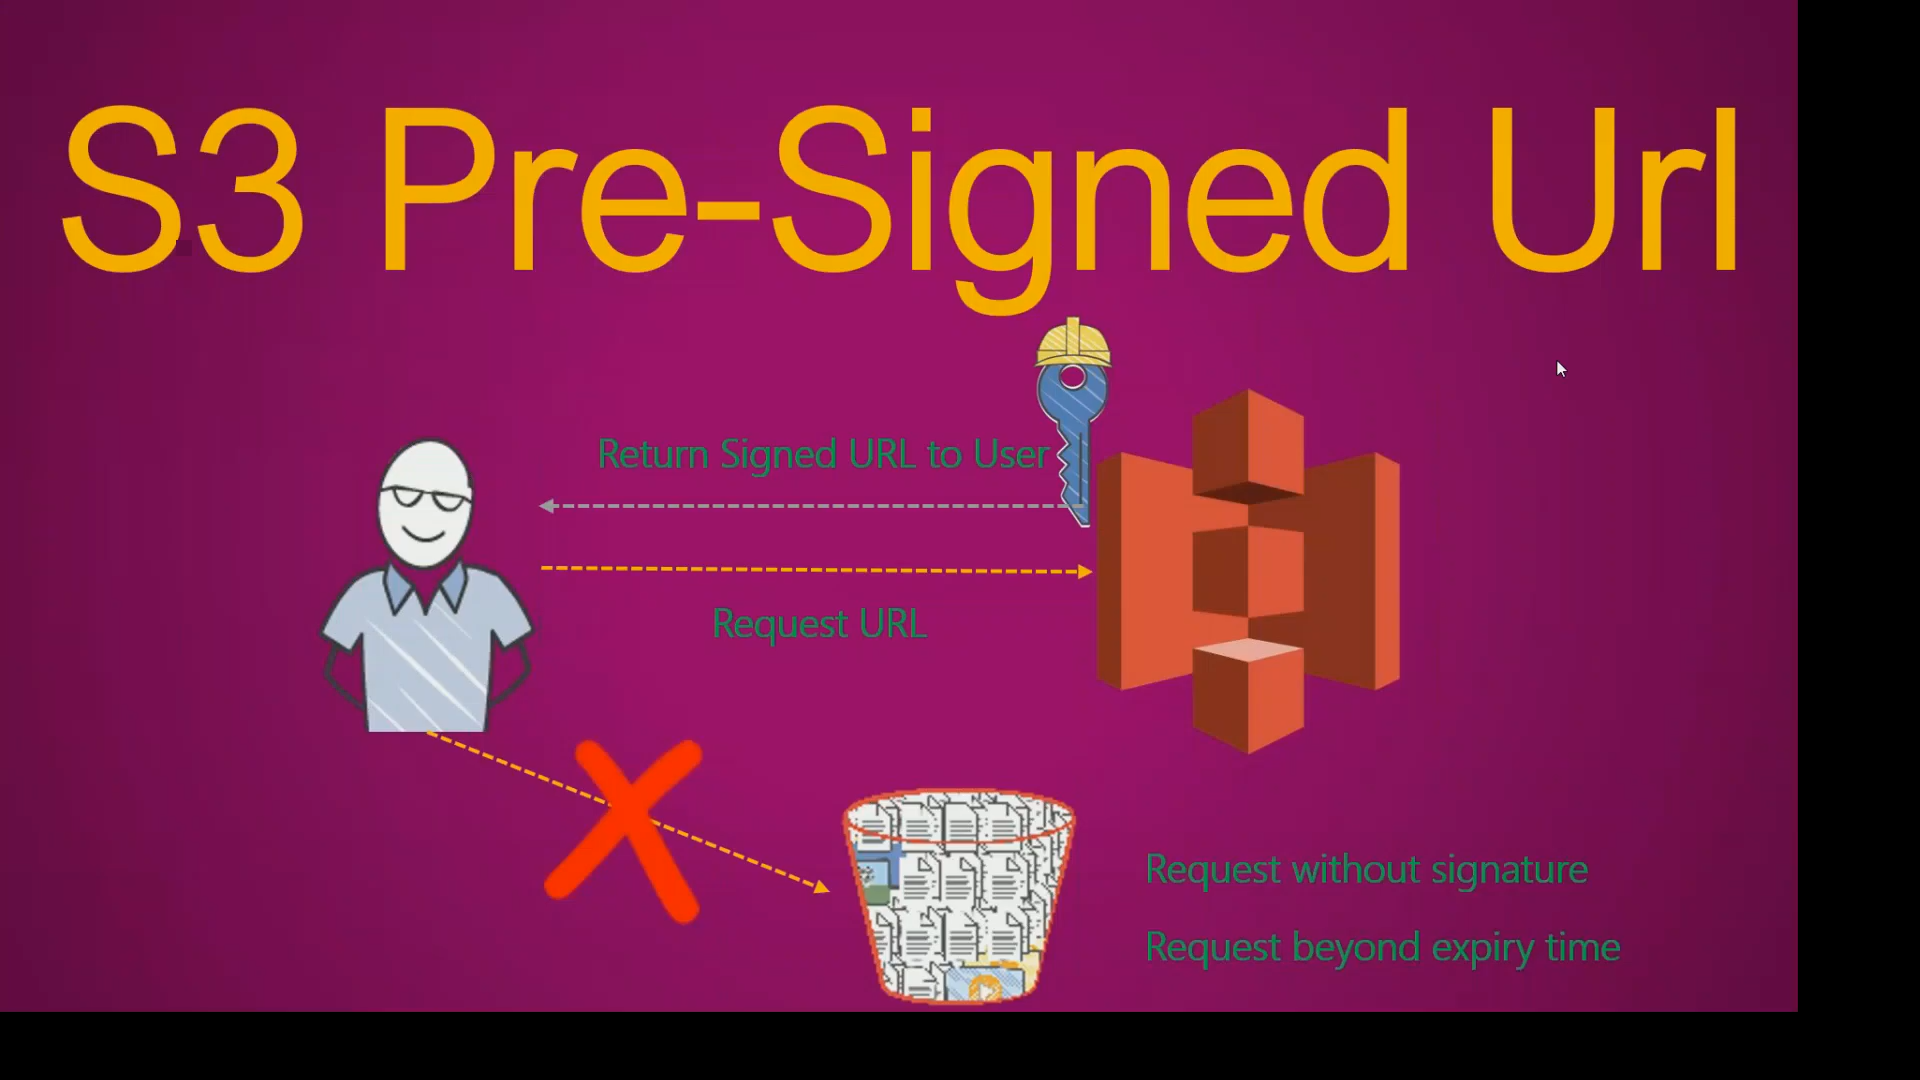 S3 Pre-Signed Url
Return Signed URL to User
Request URL
Request without signature
Request beyond expiry time